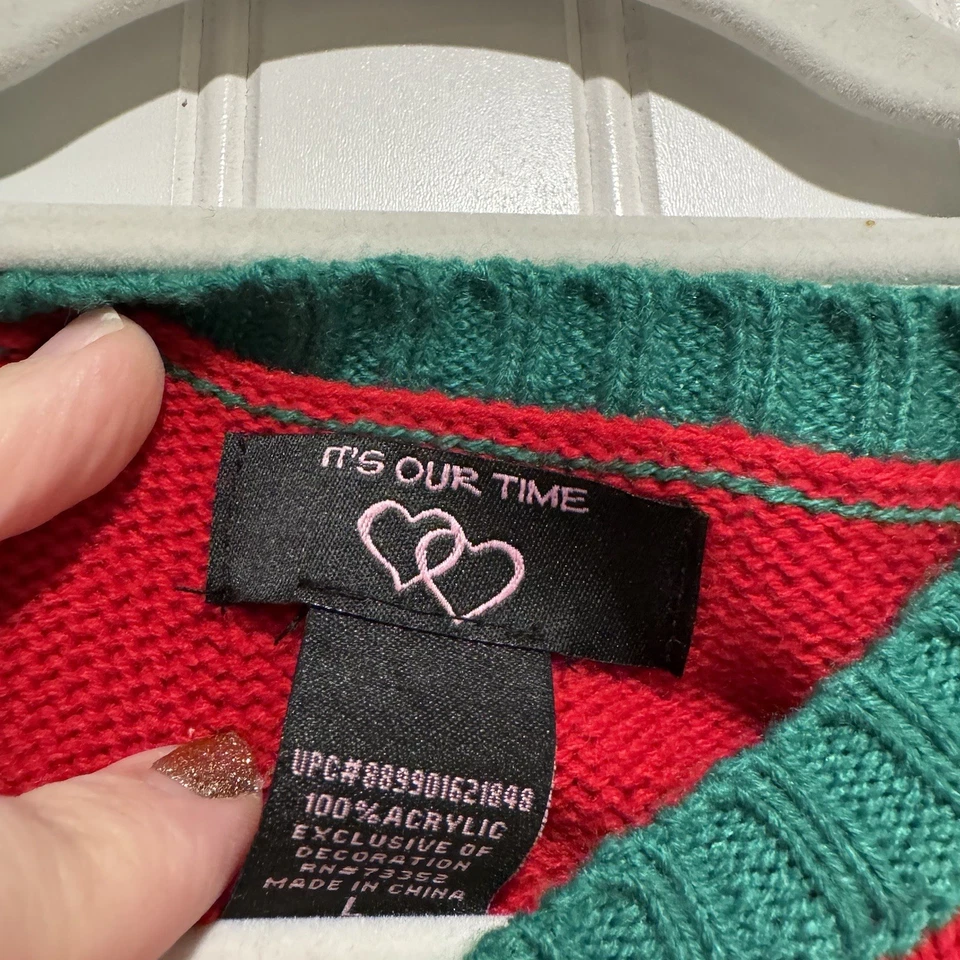 IT'S OUR TIME
UPC#889901621848
100% ACRYLIC
EXCLUSIVE OF
DECORATION
RN#73352
MADE IN CHINA
L